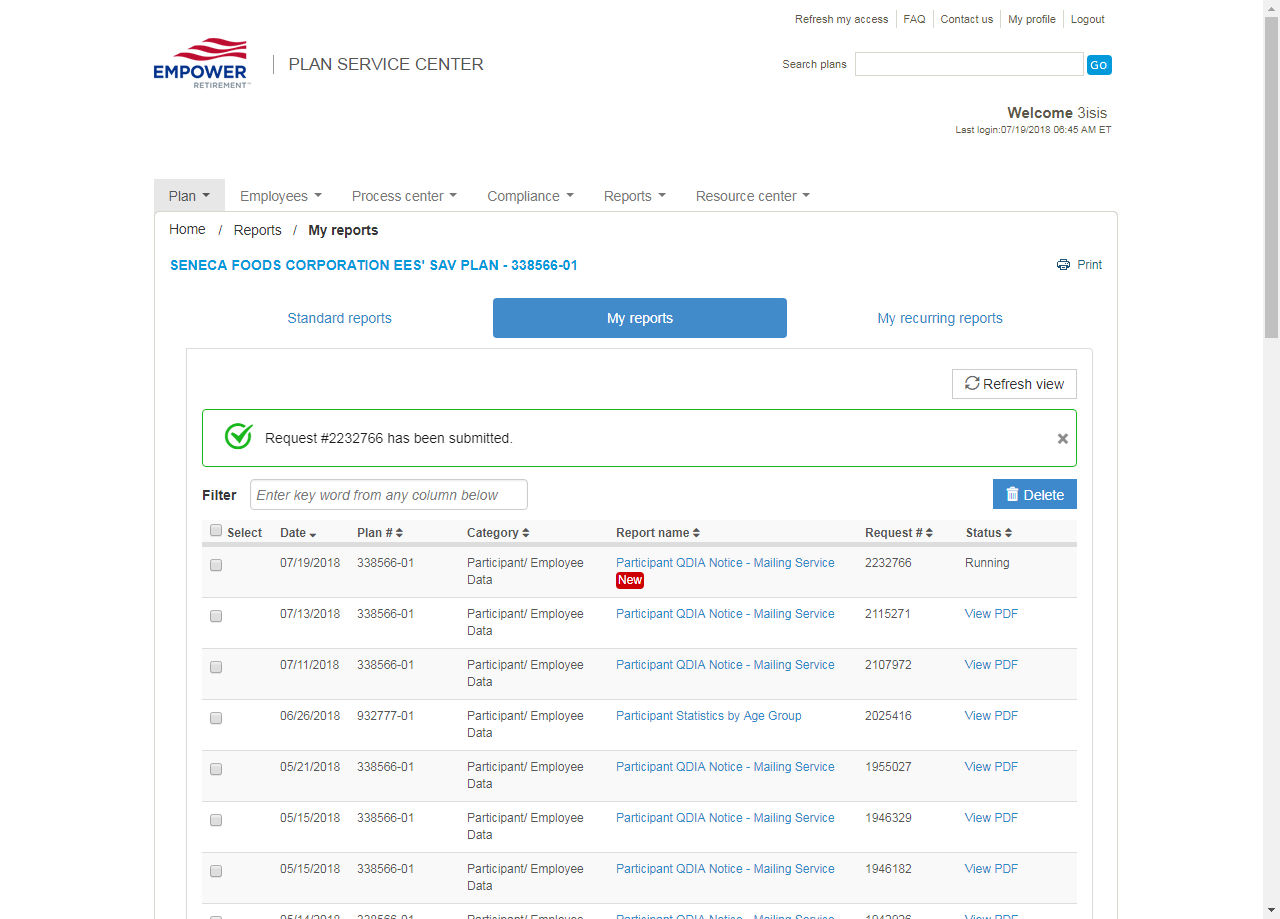 Refresh my access FAQ Contact us My profile Logout
EMPOWER
RETIREMENT™
PLAN SERVICE CENTER
Search plans Go
Welcome 3isis
Last login:07/19/2018 06:45 AM ET
Plan Employees Process center Compliance Reports Resource center
Home / Reports / My reports
SENECA FOODS CORPORATION EES' SAV PLAN - 338566-01 Print
Standard reports My reports My recurring reports
Refresh view
Request #2232766 has been submitted.
Filter Enter key word from any column below Delete
Select Date Plan # Category Report name Request # Status
07/19/2018 338566-01 Participant/ Employee Participant QDIA Notice - Mailing Service 2232766 Running
Data New
07/13/2018 338566-01 Participant/ Employee Participant QDIA Notice - Mailing Service 2115271 View PDF
Data
07/11/2018 338566-01 Participant/ Employee Participant QDIA Notice - Mailing Service 2107972 View PDF
Data
06/26/2018 932777-01 Participant/ Employee Participant Statistics by Age Group 2025416 View PDF
Data
05/21/2018 338566-01 Participant/ Employee Participant QDIA Notice - Mailing Service 1955027 View PDF
Data
05/15/2018 338566-01 Participant/ Employee Participant QDIA Notice - Mailing Service 1946329 View PDF
Data
05/15/2018 338566-01 Participant/ Employee Participant QDIA Notice - Mailing Service 1946182 View PDF
Data